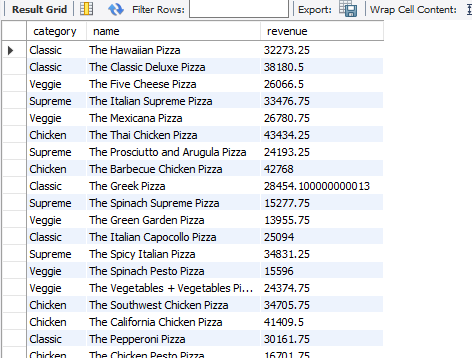 Result Grid Filter Rows: Export: Wrap Cell Content:
category name revenue
Classic The Hawaiian Pizza 32273.25
Classic The Classic Deluxe Pizza 38180.5
Veggie The Five Cheese Pizza 26066.5
Supreme The Italian Supreme Pizza 33476.75
Veggie The Mexicana Pizza 26780.75
Chicken The Thai Chicken Pizza 43434.25
Supreme The Prosciutto and Arugula Pizza 24193.25
Chicken The Barbecue Chicken Pizza 42768
Classic The Greek Pizza 28454.100000000013
Supreme The Spinach Supreme Pizza 15277.75
Veggie The Green Garden Pizza 13955.75
Classic The Italian Capocollo Pizza 25094
Supreme The Spicy Italian Pizza 34831.25
Veggie The Spinach Pesto Pizza 15596
Veggie The Vegetables + Vegetables Pi... 24374.75
Chicken The Southwest Chicken Pizza 34705.75
Chicken The California Chicken Pizza 41409.5
Classic The Pepperoni Pizza 30161.75
Chicken The Chicken Pesto Pizza 16701.75